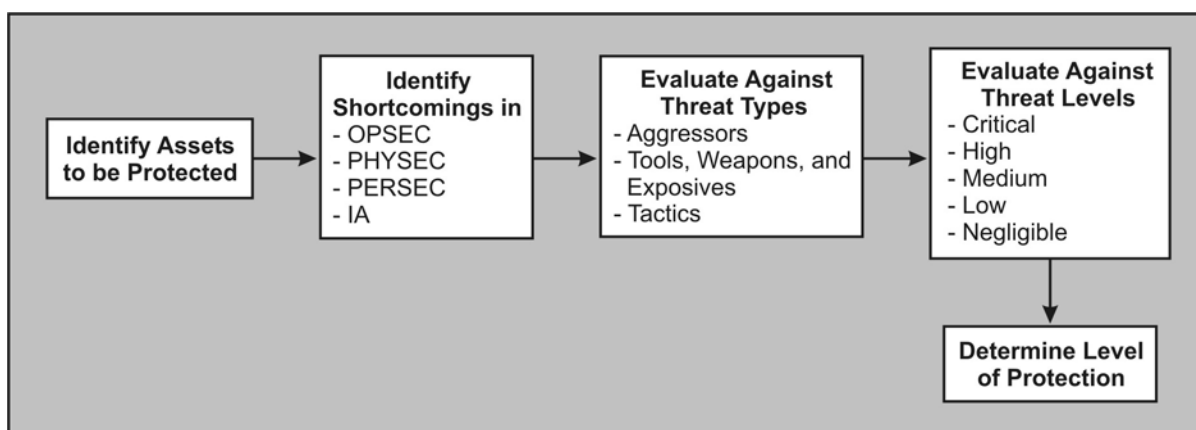 Identify Assets
to be Protected
Identify
Shortcomings in
- OPSEC
- PHYSEC
- PERSEC
- IA
Evaluate Against
Threat Types
- Aggressors
- Tools, Weapons, and
Exposives
- Tactics
Evaluate Against
Threat Levels
- Critical
- High
- Medium
- Low
- Negligible
Determine Level
of Protection